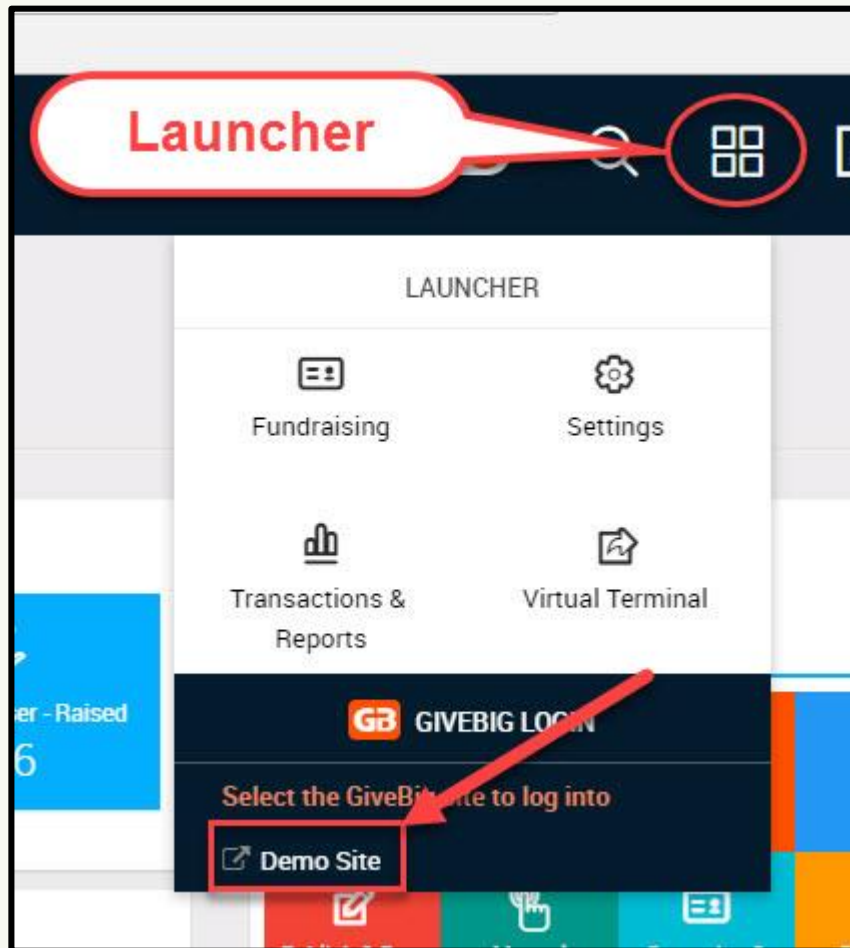 Launcher
LAUNCHER
Fundraising
Settings
Transactions &
Reports
Virtual Terminal
er - Raised
6
GB GIVEBIG LOGIN
Select the GiveBig site to log into
Demo Site